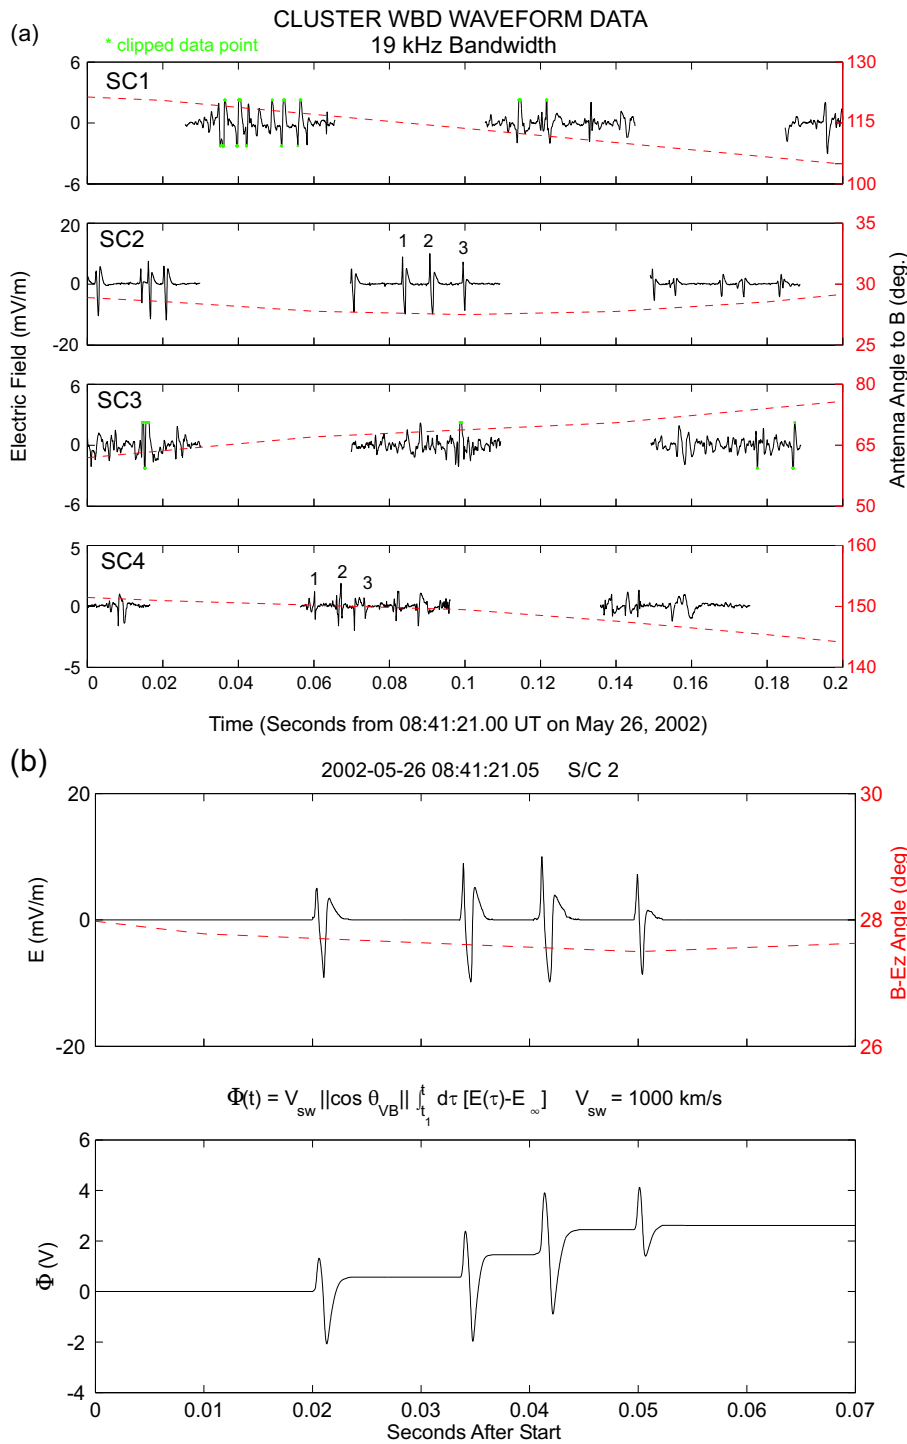 CLUSTER WBD WAVEFORM DATA
(a)
* clipped data point
19 kHz Bandwidth
6
SC1
130
0
115
-6
100
20
SC2
1 2 3
35
0
30
-20
25
6
SC3
80
0
65
-6
50
5
SC4
1 2 3
160
0
150
-5
140
0 0.02 0.04 0.06 0.08 0.1 0.12 0.14 0.16 0.18 0.2
Electric Field (mV/m)
Antenna Angle to B (deg.)
Time (Seconds from 08:41:21.00 UT on May 26, 2002)
(b)
2002-05-26 08:41:21.05 S/C 2
20
30
28
0
26
-20
E (mV/m)
B-Ez Angle (deg)
Φ(t) = V_sw ||cos θ_VB|| ∫_t_1^t dτ [E(τ)-E_∞] V_sw = 1000 km/s
6
4
2
0
-2
-4
Φ (V)
0 0.01 0.02 0.03 0.04 0.05 0.06 0.07
Seconds After Start